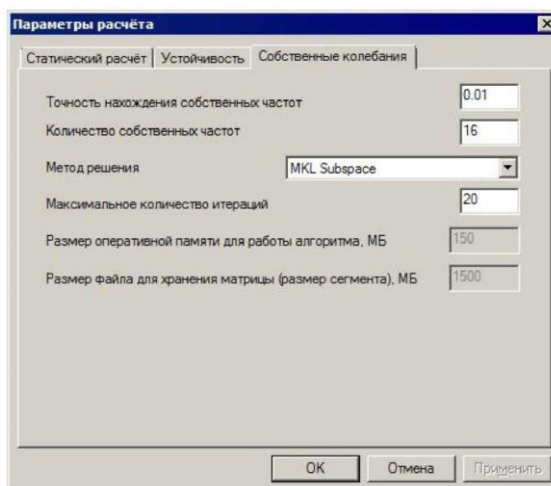 Параметры расчёта
Статический расчёт Устойчивость Собственные колебания
Точность нахождения собственных частот 0.01
Количество собственных частот 16
Метод решения MKL Subspace
Максимальное количество итераций 20
Размер оперативной памяти для работы алгоритма, МБ 150
Размер файла для хранения матрицы (размер сегмента), МБ 1500
OK Отмена Применить